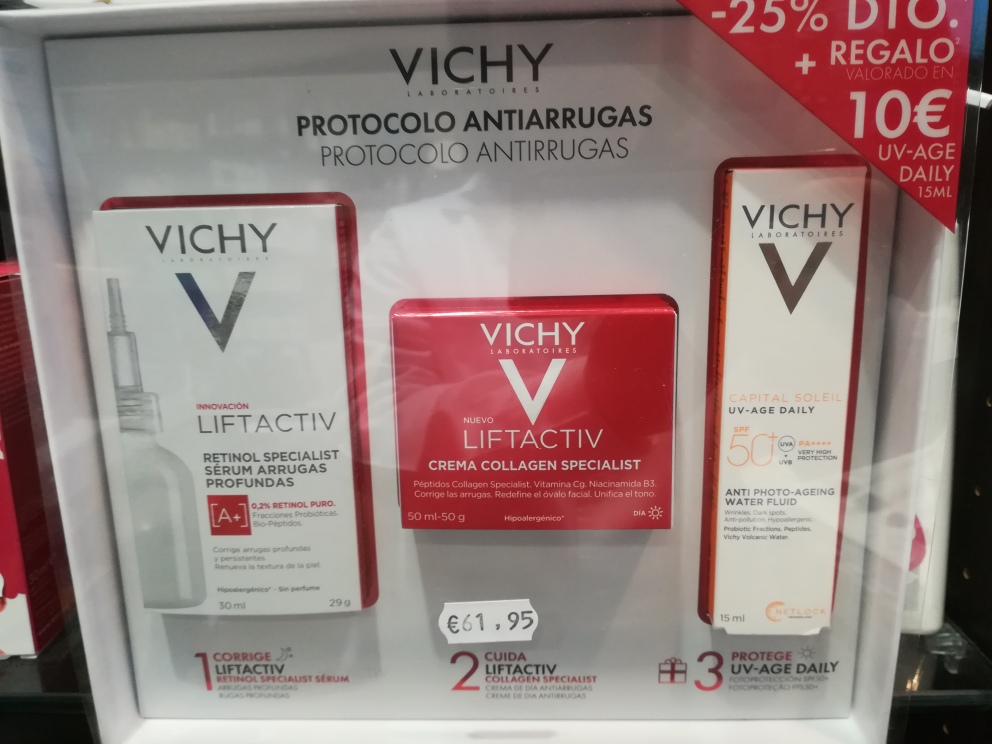 -25% DTO.
+ REGALO²
VALORADO EN
10€
UV-AGE
DAILY
15ML
VICHY
LABORATOIRES
PROTOCOLO ANTIARRUGAS
PROTOCOLO ANTIRRUGAS
VICHY
LABORATOIRES
INNOVACIÓN
LIFTACTIV
RETINOL SPECIALIST
SÉRUM ARRUGAS
PROFUNDAS
[A+]
0,2% RETINOL PURO.
Fracciones Probióticas.
Bio-Péptidos.
Corrige arrugas profundas
y persistentes.
Renueva la textura de la piel.
Hipoalergénico* - Sin perfume
30 ml 29 g
VICHY
LABORATOIRES
NUEVO
LIFTACTIV
CREMA COLLAGEN SPECIALIST
Péptidos Collagen Specialist. Vitamina Cg. Niacinamida B3.
Corrige las arrugas. Redefine el óvalo facial. Unifica el tono.
50 ml-50 g Hipoalergénico* DÍA
VICHY
LABORATOIRES
CAPITAL SOLEIL
UV-AGE DAILY
SPF
50+
UVA
+
UVB
PA++++
VERY HIGH
PROTECTION
ANTI PHOTO-AGEING
WATER FLUID
Wrinkles, Dark spots,
Anti-pollution, Hypoallergenic.
Probiotic Fractions, Peptides,
Vichy Volcanic Water.
15 ml
NETLOCK
€61,95
1 CORRIGE
LIFTACTIV
RETINOL SPECIALIST SÉRUM
ARRUGAS PROFUNDAS
RUGAS PROFUNDAS
2 CUIDA
LIFTACTIV
COLLAGEN SPECIALIST
CREMA DE DÍA ANTIARRUGAS
CREME DE DIA ANTIRRUGAS
3 PROTEGE
UV-AGE DAILY
FOTOPROTECCIÓN SPF50+
FOTOPROTEÇÃO FPS50+